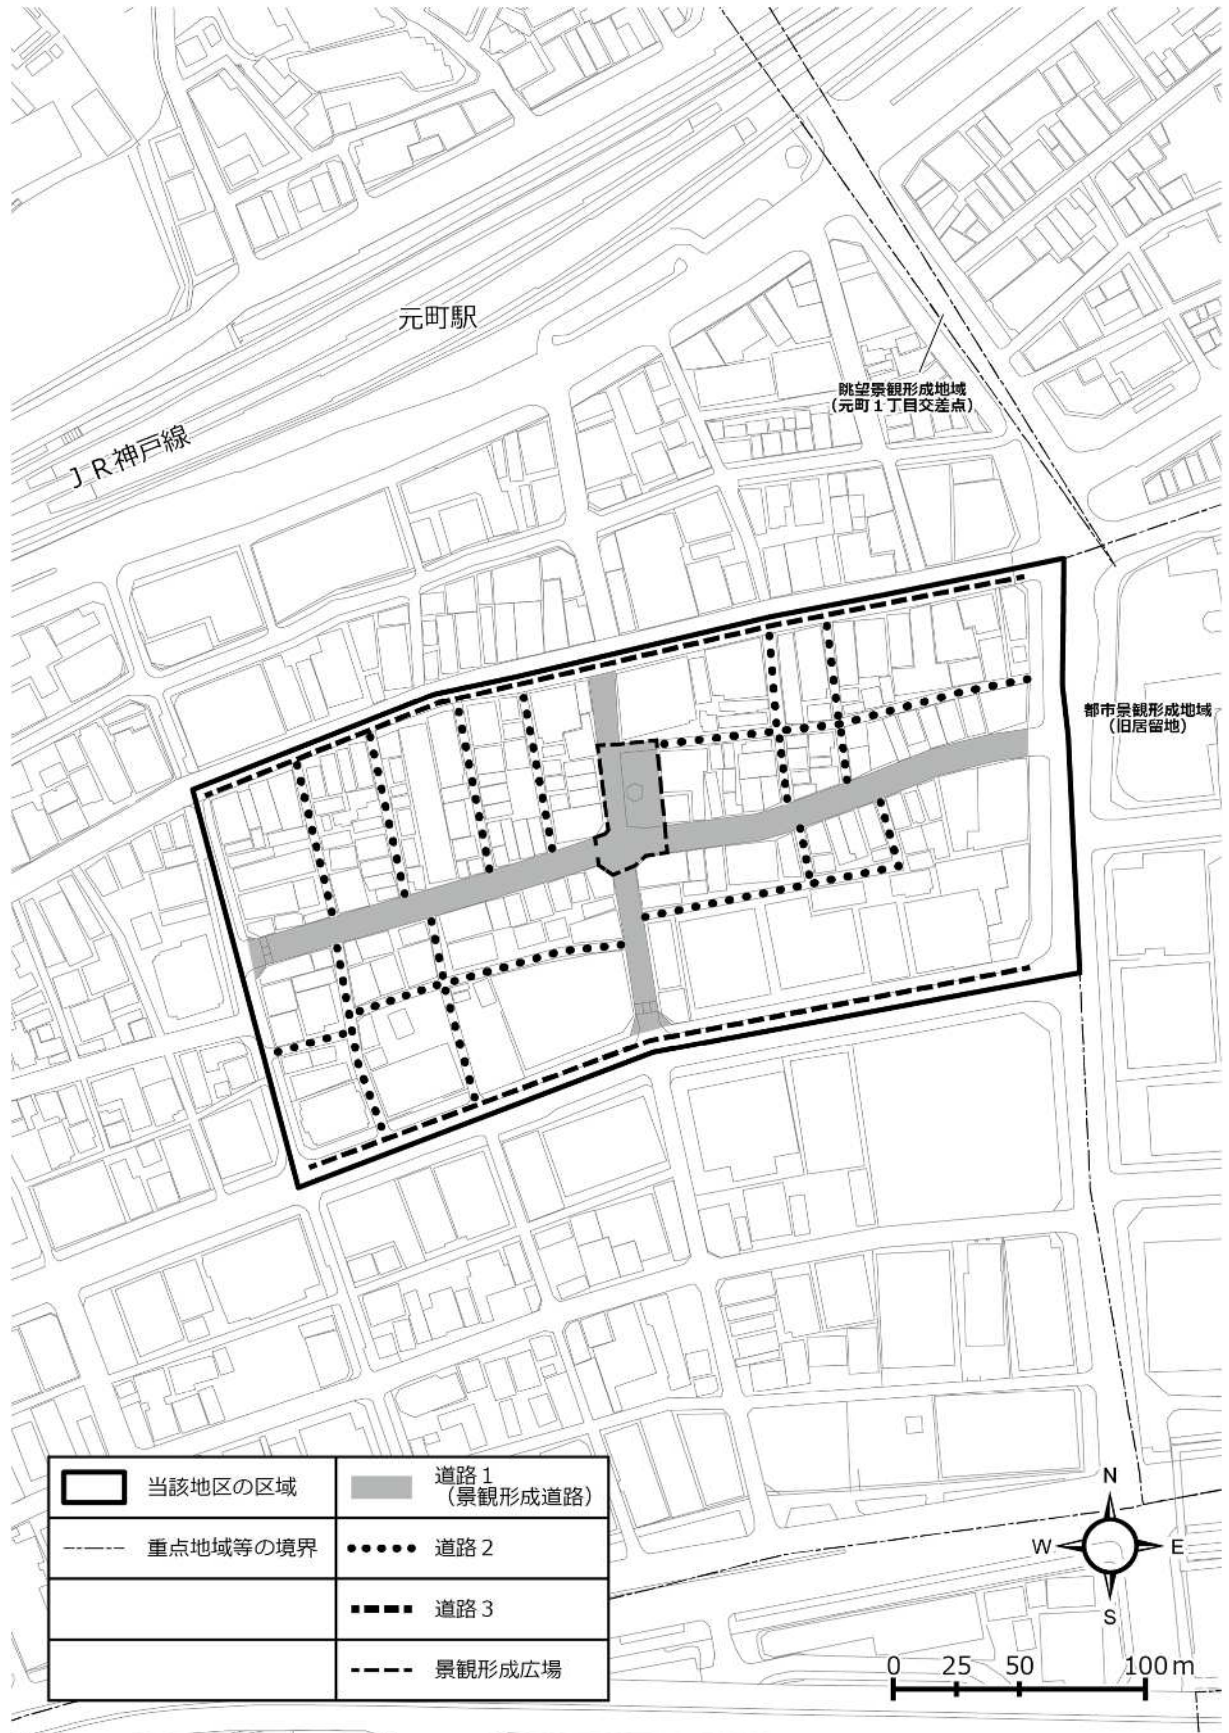 元町駅
JR神戸線
眺望景観形成地域
(元町1丁目交差点)
都市景観形成地域
(旧居留地)
当該地区の区域
道路1
(景観形成道路)
重点地域等の境界
道路2
道路3
景観形成広場
N
W
E
S
0 25 50 100m